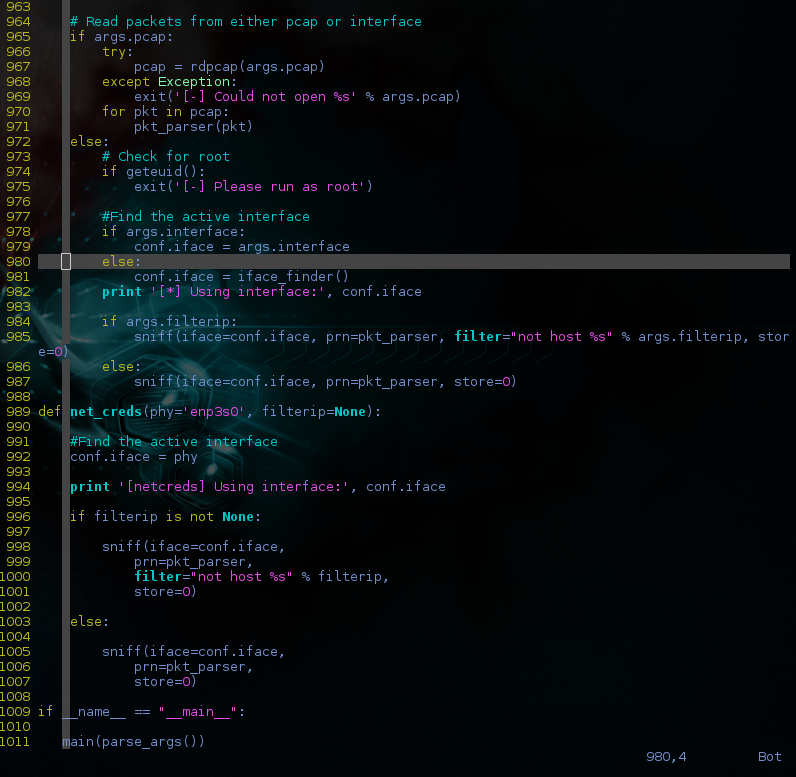 963
964     # Read packets from either pcap or interface
965     if args.pcap:
966         try:
967             pcap = rdpcap(args.pcap)
968         except Exception:
969             exit('[-] Could not open %s' % args.pcap)
970         for pkt in pcap:
971             pkt_parser(pkt)
972     else:
973         # Check for root
974         if geteuid():
975             exit('[-] Please run as root')
976
977         #Find the active interface
978         if args.interface:
979             conf.iface = args.interface
980         else:
981             conf.iface = iface_finder()
982         print '[*] Using interface:', conf.iface
983
984         if args.filterip:
985             sniff(iface=conf.iface, prn=pkt_parser, filter="not host %s" % args.filterip, stor
e=0)
986         else:
987             sniff(iface=conf.iface, prn=pkt_parser, store=0)
988
989 def net_creds(phy='enp3s0', filterip=None):
990
991     #Find the active interface
992     conf.iface = phy
993
994     print '[netcreds] Using interface:', conf.iface
995
996     if filterip is not None:
997
998         sniff(iface=conf.iface,
999             prn=pkt_parser,
1000             filter="not host %s" % filterip,
1001             store=0)
1002
1003     else:
1004
1005         sniff(iface=conf.iface,
1006             prn=pkt_parser,
1007             store=0)
1008
1009 if __name__ == "__main__":
1010
1011    main(parse_args())
980,4 Bot